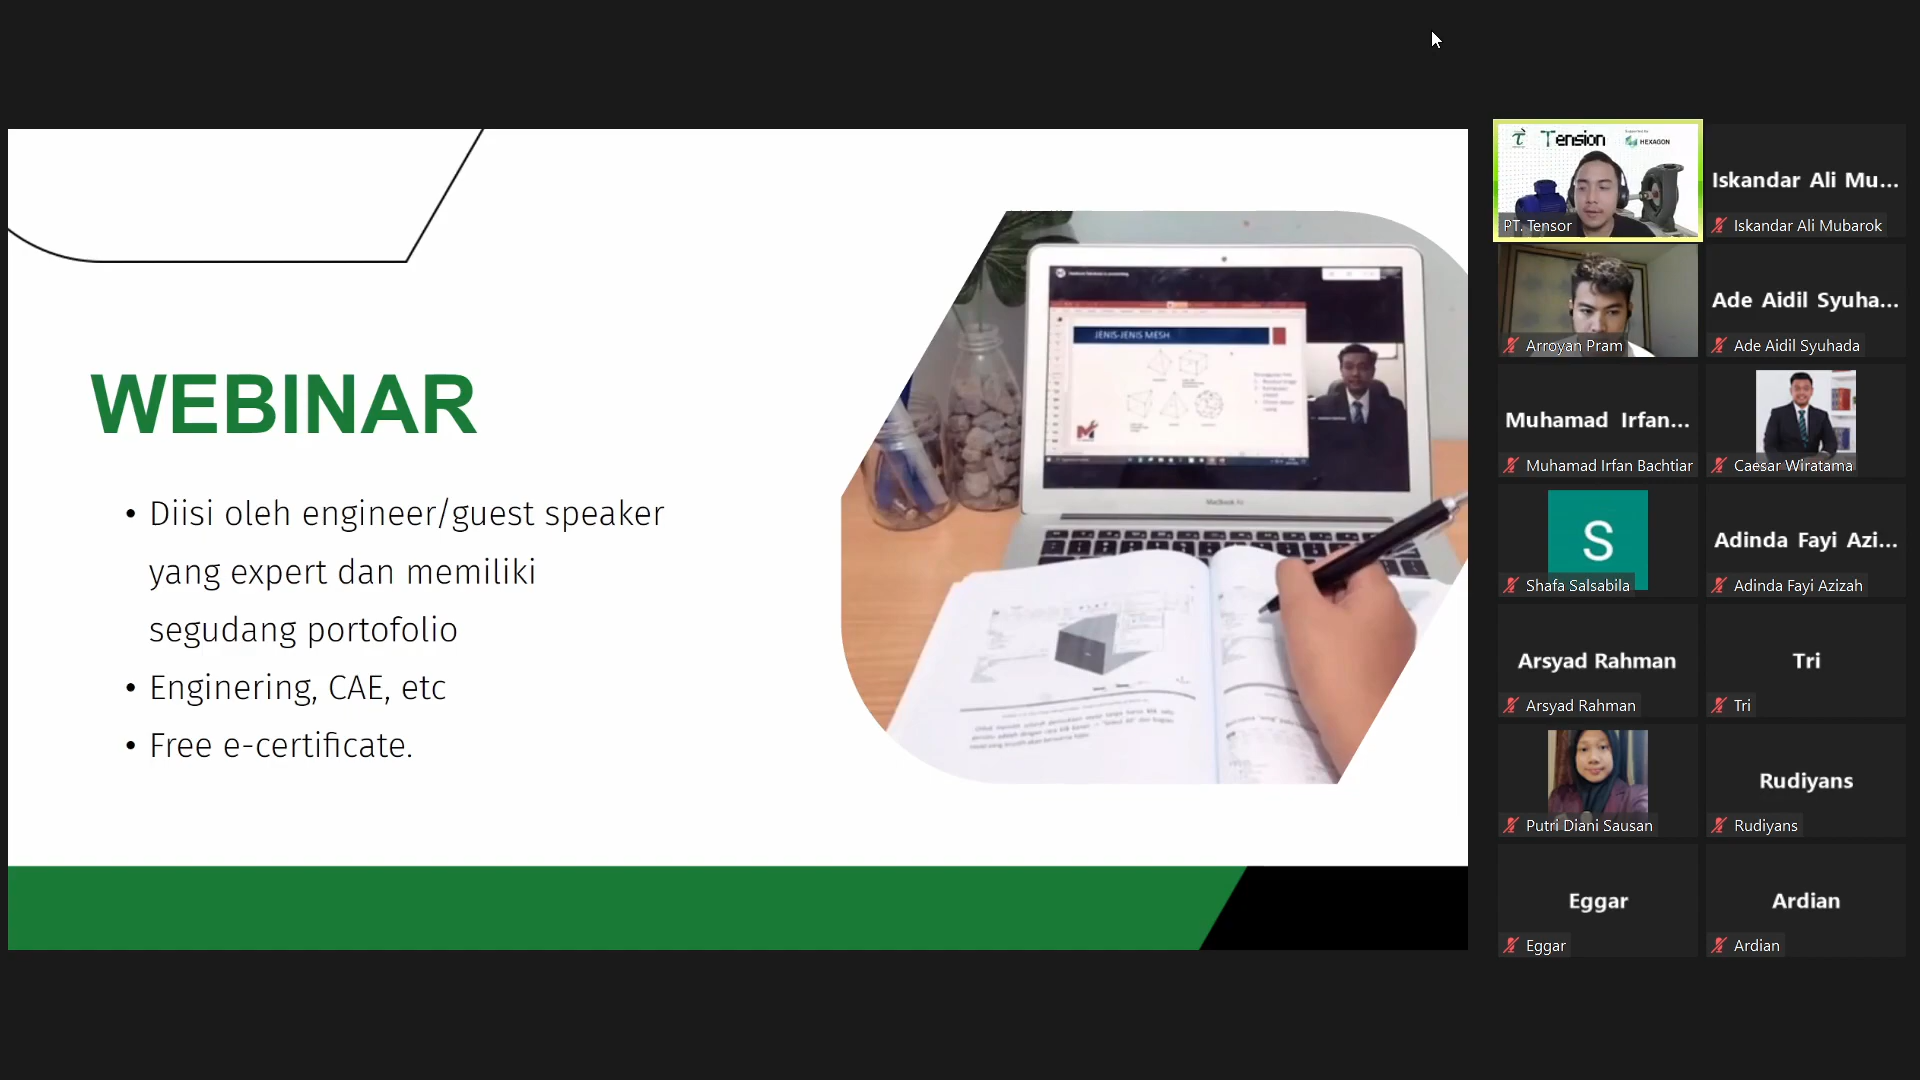 WEBINAR
• Diisi oleh engineer/guest speaker
yang expert dan memiliki
segudang portofolio
• Enginering, CAE, etc
• Free e-certificate.
JENIS-JENIS MESH
MacBook Air
Tension
HEXAGON
PT. Tensor
Iskandar Ali Mu...
Iskandar Ali Mubarok
Arroyan Pram
Ade Aidil Syuha...
Ade Aidil Syuhada
Muhamad Irfan...
Muhamad Irfan Bachtiar
Caesar Wiratama
S
Shafa Salsabila
Adinda Fayi Azi...
Adinda Fayi Azizah
Arsyad Rahman
Arsyad Rahman
Tri
Tri
Putri Diani Sausan
Rudiyans
Rudiyans
Eggar
Eggar
Ardian
Ardian